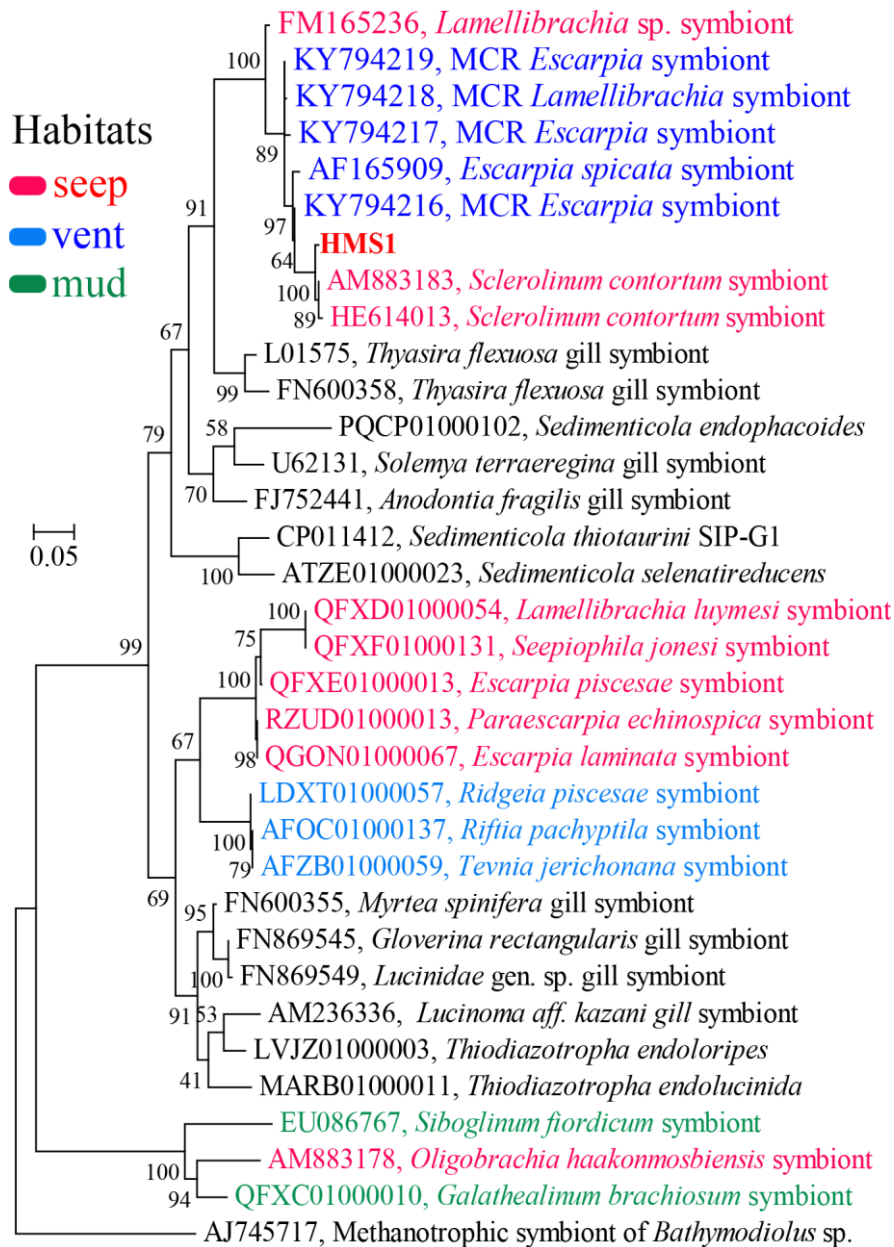 FM165236, Lamellibrachia sp. symbiont
100
KY794219, MCR Escarpia symbiont
KY794218, MCR Lamellibrachia symbiont
Habitats
KY794217, MCR Escarpia symbiont
89
seep
AF165909, Escarpia spicata symbiont
91
KY794216, MCR Escarpia symbiont
97
vent
HMS1
64
mud
AM883183, Sclerolinum contortum symbiont
100
HE614013, Sclerolinum contortum symbiont
89
67
L01575, Thyasira flexuosa gill symbiont
99
FN600358, Thyasira flexuosa gill symbiont
58
PQCP01000102, Sedimenticola endophacoides
79
U62131, Solemya terraeregina gill symbiont
70
FJ752441, Anodontia fragilis gill symbiont
0.05
CP011412, Sedimenticola thiotaurini SIP-G1
100
ATZE01000023, Sedimenticola selenatireducens
100
QFXD01000054, Lamellibrachia luymesi symbiont
75
99
QFXF01000131, Seepiophila jonesi symbiont
100
QFXE01000013, Escarpia piscesae symbiont
RZUD01000013, Paraescarpia echinospica symbiont
67
98
QGON01000067, Escarpia laminata symbiont
LDXT01000057, Ridgeia piscesae symbiont
100
AFOC01000137, Riftia pachyptila symbiont
79
AFZB01000059, Tevnia jerichonana symbiont
69
95
FN600355, Myrtea spinifera gill symbiont
FN869545, Gloverina rectangularis gill symbiont
100
FN869549, Lucinidae gen. sp. gill symbiont
91
53
AM236336, Lucinoma aff. kazani gill symbiont
LVJZ01000003, Thiodiazotropha endoloripes
41
MARB01000011, Thiodiazotropha endolucinida
EU086767, Siboglinum fiordicum symbiont
100
AM883178, Oligobrachia haakonmosbiensis symbiont
94
QFXC01000010, Galathealinum brachiosum symbiont
AJ745717, Methanotrophic symbiont of Bathymodiolus sp.